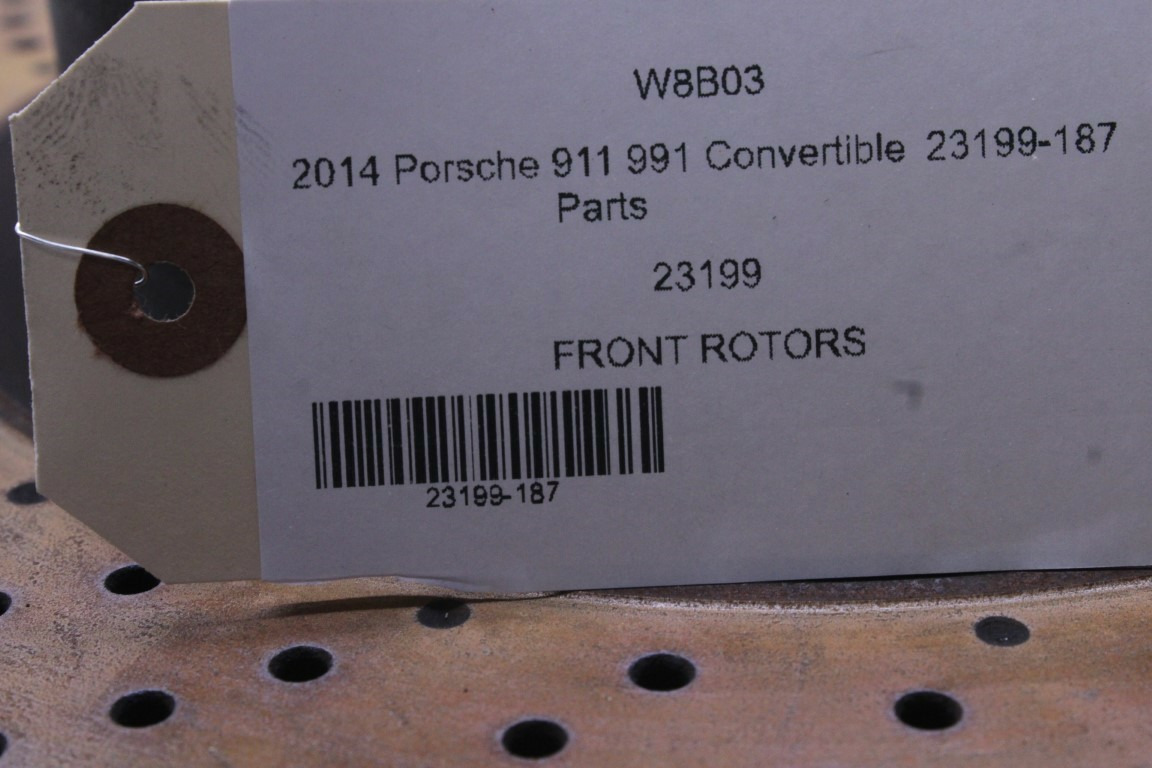 W8B03
2014 Porsche 911 991 Convertible 23199-187
Parts
23199
FRONT ROTORS
23199-187